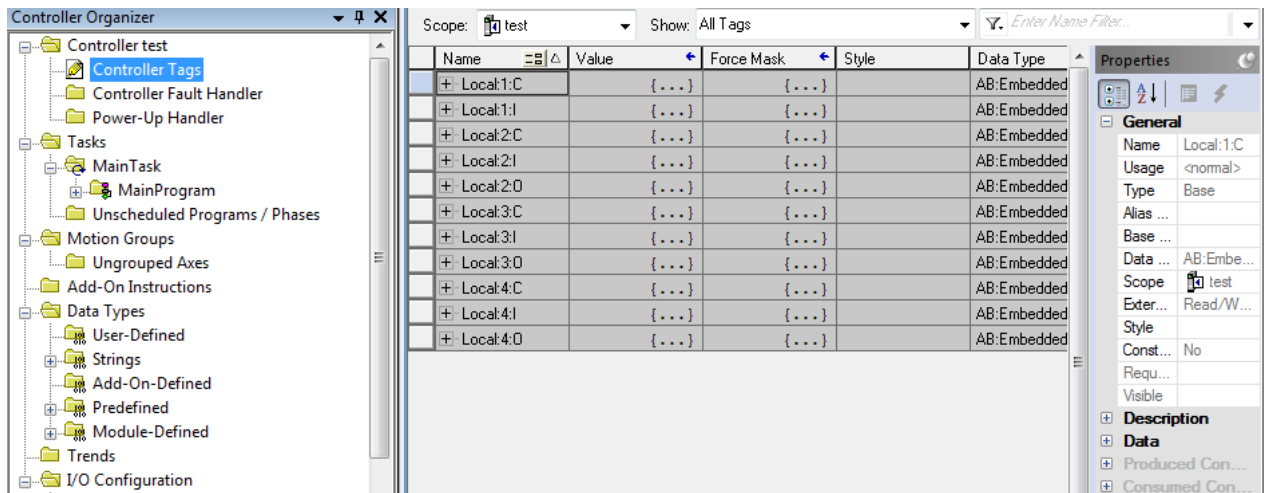 Controller Organizer
Controller test
Controller Tags
Controller Fault Handler
Power-Up Handler
Tasks
MainTask
MainProgram
Unscheduled Programs / Phases
Motion Groups
Ungrouped Axes
Add-On Instructions
Data Types
User-Defined
Strings
Add-On-Defined
Predefined
Module-Defined
Trends
I/O Configuration
Scope: test Show: All Tags Enter Name Filter...
Name Value Force Mask Style Data Type
Local:1:C {...} {...} AB:Embedded
Local:1:I {...} {...} AB:Embedded
Local:2:C {...} {...} AB:Embedded
Local:2:I {...} {...} AB:Embedded
Local:2:O {...} {...} AB:Embedded
Local:3:C {...} {...} AB:Embedded
Local:3:I {...} {...} AB:Embedded
Local:3:O {...} {...} AB:Embedded
Local:4:C {...} {...} AB:Embedded
Local:4:I {...} {...} AB:Embedded
Local:4:O {...} {...} AB:Embedded
Properties
General
Name Local:1:C
Usage <normal>
Type Base
Alias ...
Base ...
Data ... AB:Embe...
Scope test
Exter... Read/W...
Style
Const... No
Requ...
Visible
Description
Data
Produced Con...
Consumed Con...